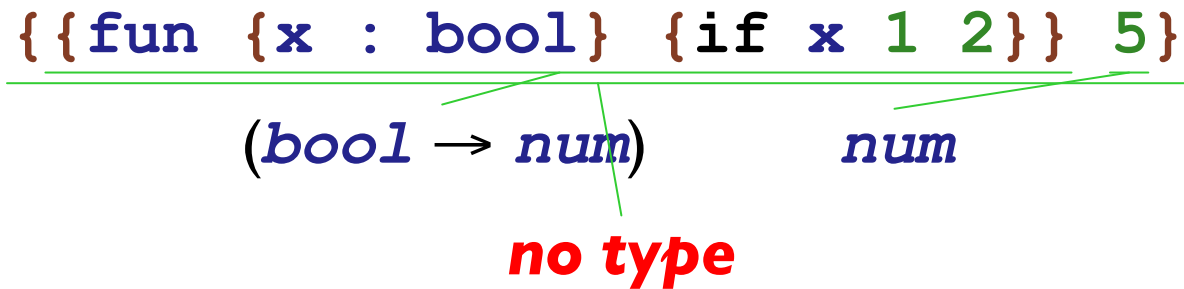 {{fun {x : bool} {if x 1 2}} 5}
(bool → num) num
no type